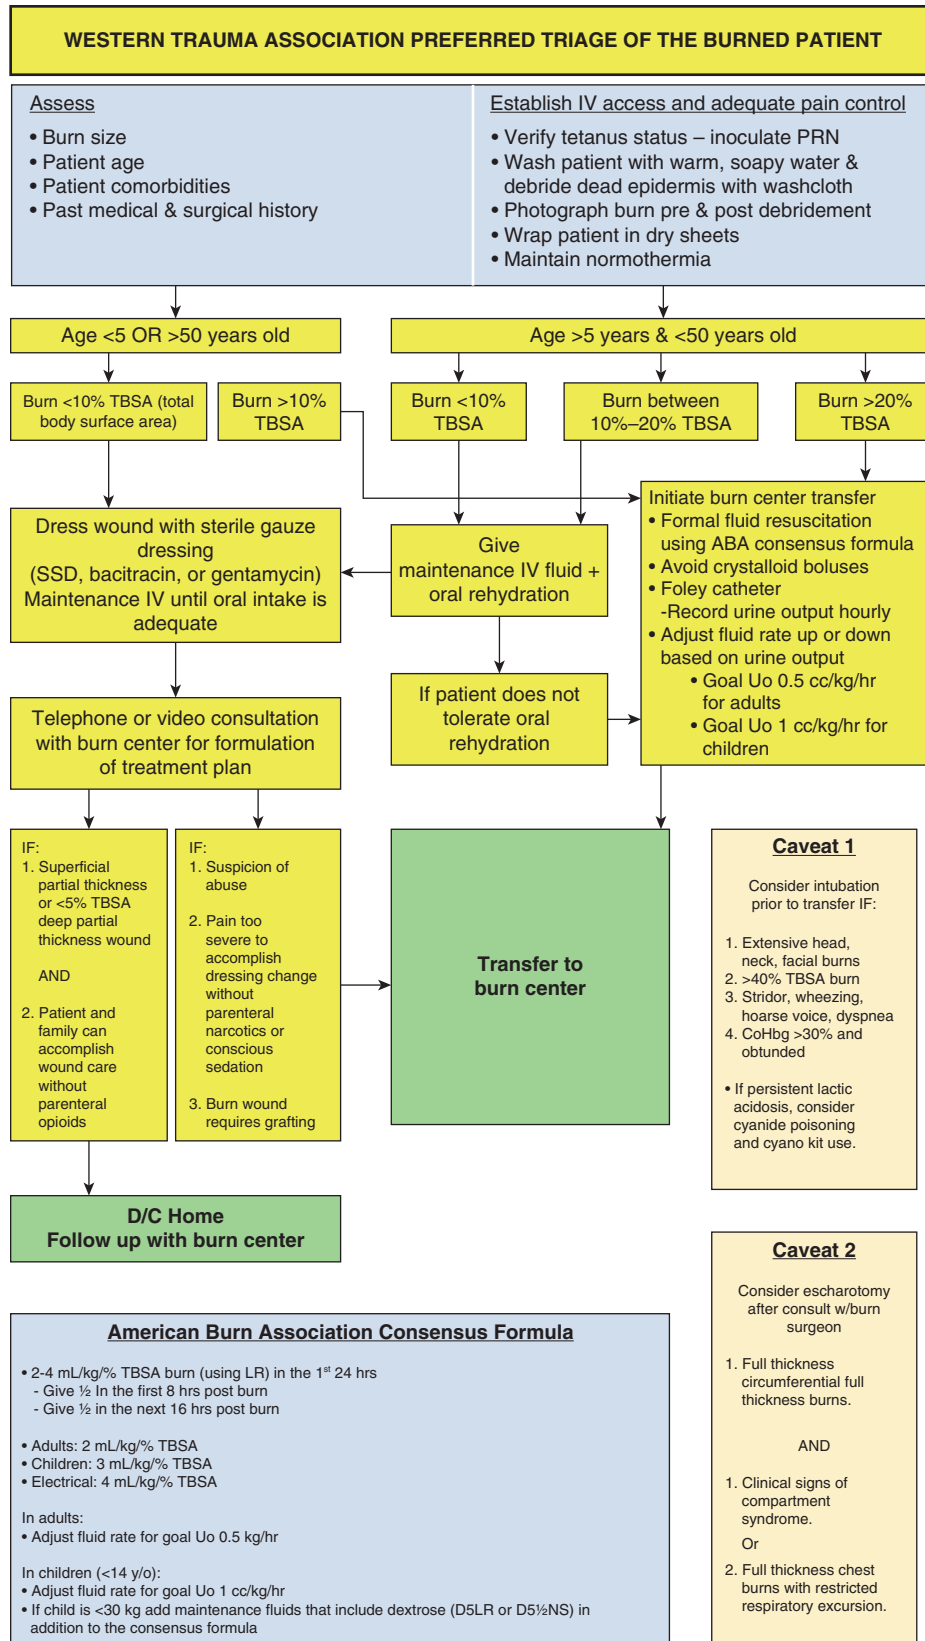 WESTERN TRAUMA ASSOCIATION PREFERRED TRIAGE OF THE BURNED PATIENT
Assess
• Burn size
• Patient age
• Patient comorbidities
• Past medical & surgical history
Establish IV access and adequate pain control
• Verify tetanus status – inoculate PRN
• Wash patient with warm, soapy water &
debride dead epidermis with washcloth
• Photograph burn pre & post debridement
• Wrap patient in dry sheets
• Maintain normothermia
Age <5 OR >50 years old
Age >5 years & <50 years old
Burn <10% TBSA (total
body surface area)
Burn >10%
TBSA
Burn <10%
TBSA
Burn between
10%–20% TBSA
Burn >20%
TBSA
Dress wound with sterile gauze
dressing
(SSD, bacitracin, or gentamycin)
Maintenance IV until oral intake is
adequate
Give
maintenance IV fluid +
oral rehydration
Initiate burn center transfer
• Formal fluid resuscitation
using ABA consensus formula
• Avoid crystalloid boluses
• Foley catheter
-Record urine output hourly
• Adjust fluid rate up or down
based on urine output
• Goal Uo 0.5 cc/kg/hr
for adults
• Goal Uo 1 cc/kg/hr for
children
If patient does not
tolerate oral
rehydration
Telephone or video consultation
with burn center for formulation
of treatment plan
IF:
1. Superficial
partial thickness
or <5% TBSA
deep partial
thickness wound
AND
2. Patient and
family can
accomplish
wound care
without
parenteral
opioids
IF:
1. Suspicion of
abuse
2. Pain too
severe to
accomplish
dressing change
without
parenteral
narcotics or
conscious
sedation
3. Burn wound
requires grafting
Transfer to
burn center
Caveat 1
Consider intubation
prior to transfer IF:
1. Extensive head,
neck, facial burns
2. >40% TBSA burn
3. Stridor, wheezing,
hoarse voice, dyspnea
4. CoHbg >30% and
obtunded
• If persistent lactic
acidosis, consider
cyanide poisoning
and cyano kit use.
D/C Home
Follow up with burn center
Caveat 2
Consider escharotomy
after consult w/burn
surgeon
1. Full thickness
circumferential full
thickness burns.
AND
1. Clinical signs of
compartment
syndrome.
Or
2. Full thickness chest
burns with restricted
respiratory excursion.
American Burn Association Consensus Formula
• 2-4 mL/kg/% TBSA burn (using LR) in the 1st 24 hrs
- Give ½ In the first 8 hrs post burn
- Give ½ in the next 16 hrs post burn
• Adults: 2 mL/kg/% TBSA
• Children: 3 mL/kg/% TBSA
• Electrical: 4 mL/kg/% TBSA
In adults:
• Adjust fluid rate for goal Uo 0.5 kg/hr
In children (<14 y/o):
• Adjust fluid rate for goal Uo 1 cc/kg/hr
• If child is <30 kg add maintenance fluids that include dextrose (D5LR or D5½NS) in
addition to the consensus formula